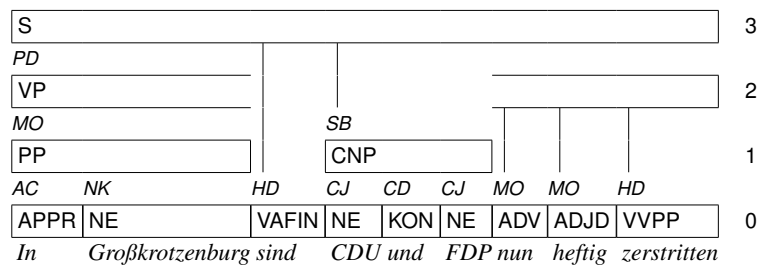 S 3
PD
VP 2
MO SB
PP CNP 1
AC NK HD CJ CD CJ MO MO HD
APPR NE VAFIN NE KON NE ADV ADJD VVPP 0
In Großkrotzenburg sind CDU und FDP nun heftig zerstritten